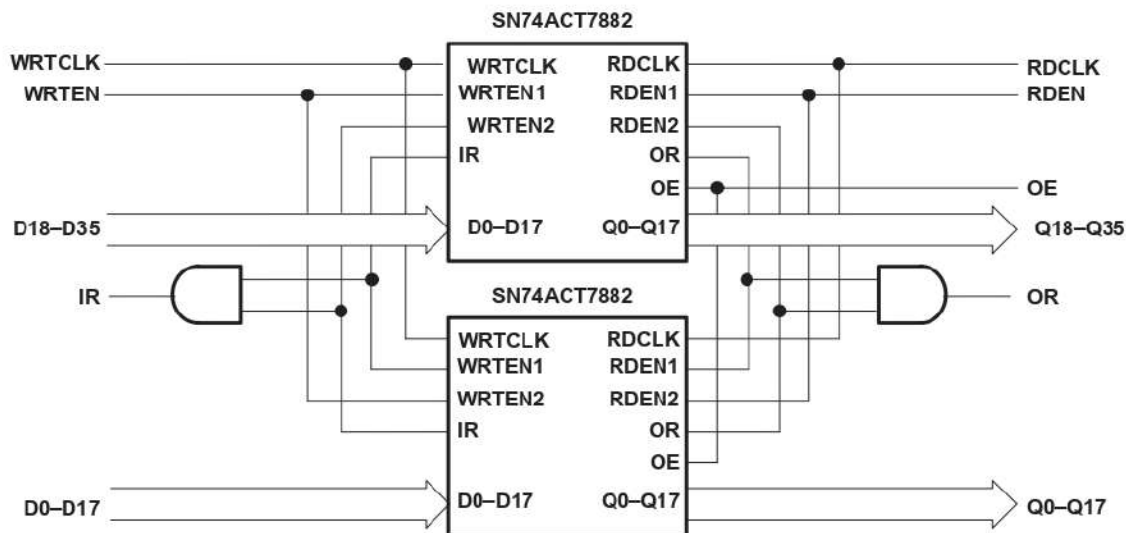 SN74ACT7882
WRTCLK
WRTEN
WRTCLK
WRTEN1
WRTEN2
IR
D0–D17
RDCLK
RDEN1
RDEN2
OR
OE
Q0–Q17
RDCLK
RDEN
OE
D18–D35
Q18–Q35
IR
OR
SN74ACT7882
WRTCLK
WRTEN1
WRTEN2
IR
D0–D17
RDCLK
RDEN1
RDEN2
OR
OE
Q0–Q17
D0–D17
Q0–Q17